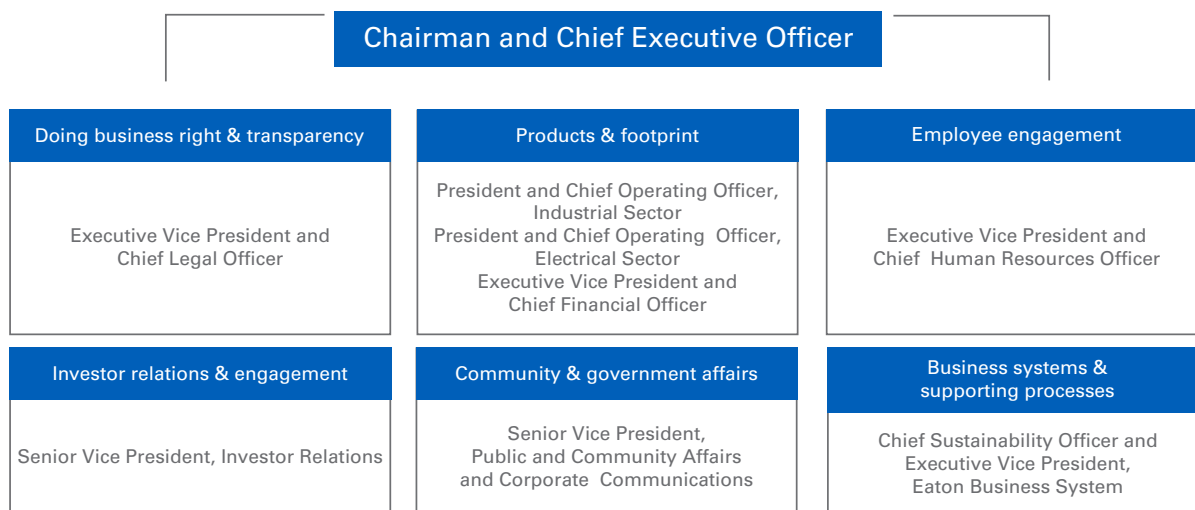 Chairman and Chief Executive Officer
Doing business right & transparency
Executive Vice President and
Chief Legal Officer
Products & footprint
President and Chief Operating Officer,
Industrial Sector
President and Chief Operating Officer,
Electrical Sector
Executive Vice President and
Chief Financial Officer
Employee engagement
Executive Vice President and
Chief Human Resources Officer
Investor relations & engagement
Senior Vice President, Investor Relations
Community & government affairs
Senior Vice President,
Public and Community Affairs
and Corporate Communications
Business systems &
supporting processes
Chief Sustainability Officer and
Executive Vice President,
Eaton Business System